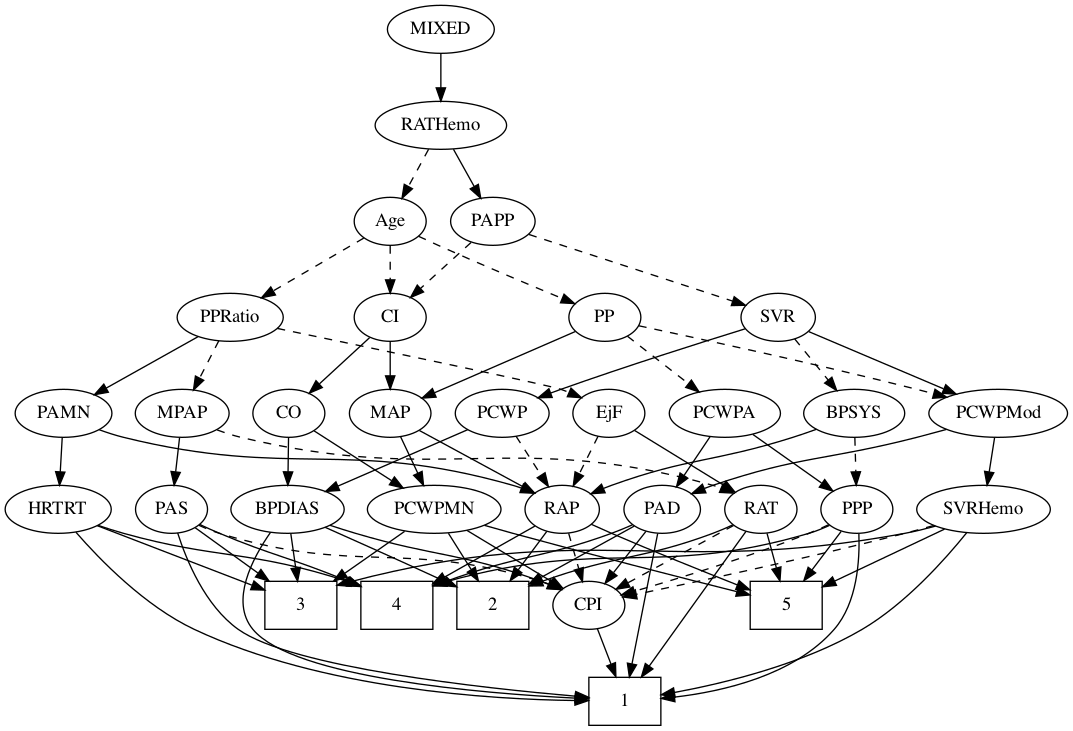 MIXED
RATHemo
Age
PAPP
PPRatio
CI
PP
SVR
PAMN
MPAP
CO
MAP
PCWP
EjF
PCWPA
BPSYS
PCWPMod
HRTRT
PAS
BPDIAS
PCWPMN
RAP
PAD
RAT
PPP
SVRHemo
3
4
2
CPI
5
1